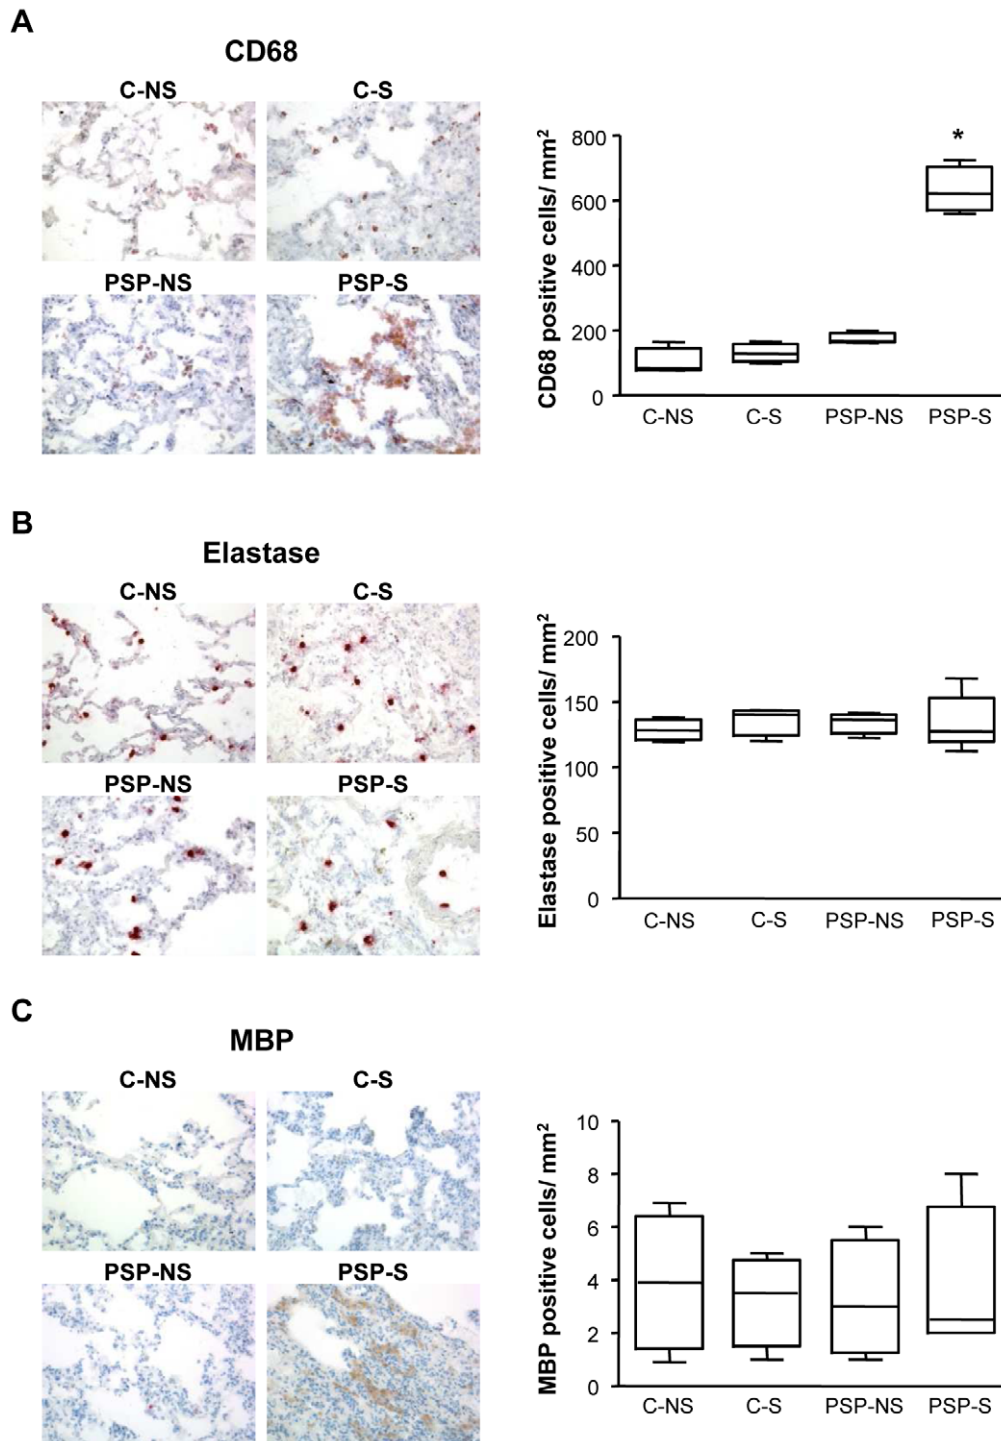 A
CD68
C-NS
C-S
PSP-NS
PSP-S
CD68 positive cells/ mm²
800
600
400
200
0
*
C-NS
C-S
PSP-NS
PSP-S
B
Elastase
C-NS
C-S
PSP-NS
PSP-S
Elastase positive cells/ mm²
200
150
100
50
0
C-NS
C-S
PSP-NS
PSP-S
C
MBP
C-NS
C-S
PSP-NS
PSP-S
MBP positive cells/ mm²
10
8
6
4
2
0
C-NS
C-S
PSP-NS
PSP-S